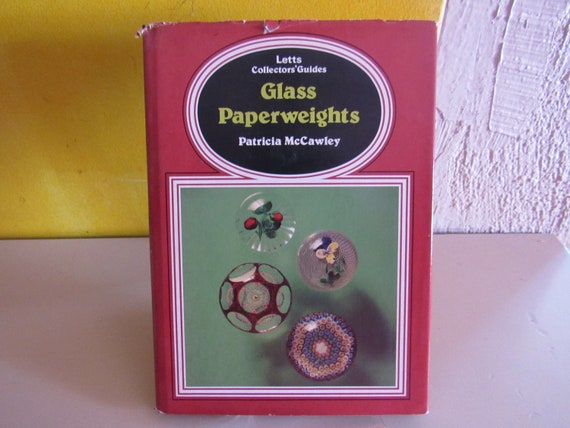 Letts
Collectors' Guides
Glass
Paperweights
Patricia McCawley